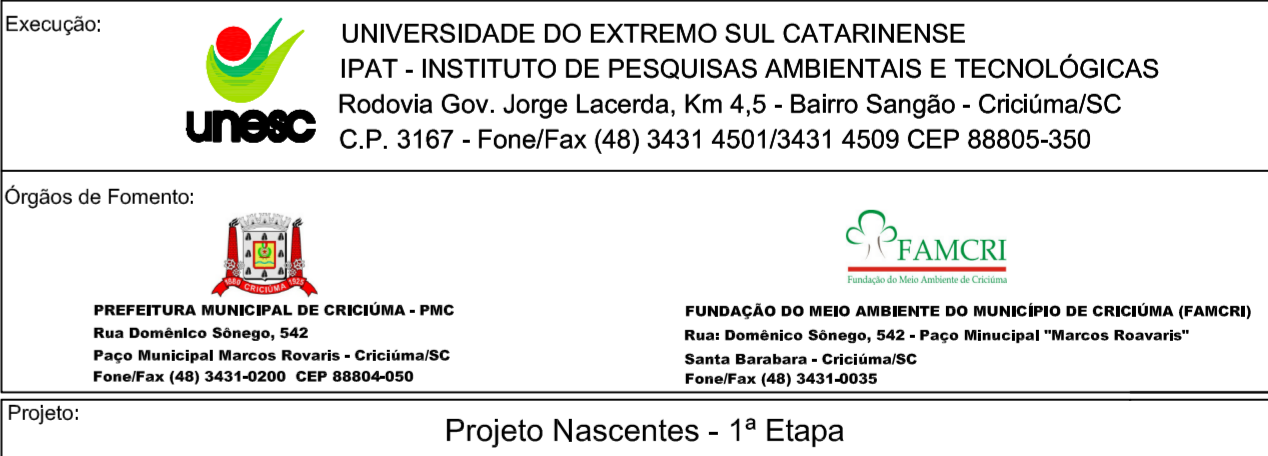 Execução:
unesc
UNIVERSIDADE DO EXTREMO SUL CATARINENSE
IPAT - INSTITUTO DE PESQUISAS AMBIENTAIS E TECNOLÓGICAS
Rodovia Gov. Jorge Lacerda, Km 4,5 - Bairro Sangão - Criciúma/SC
C.P. 3167 - Fone/Fax (48) 3431 4501/3431 4509 CEP 88805-350
Órgãos de Fomento:
1880 CRICIÚMA 1925
PREFEITURA MUNICIPAL DE CRICIÚMA - PMC
Rua Domênico Sônego, 542
Paço Municipal Marcos Rovaris - Criciúma/SC
Fone/Fax (48) 3431-0200 CEP 88804-050
FAMCRI
Fundação do Meio Ambiente de Criciúma
FUNDAÇÃO DO MEIO AMBIENTE DO MUNICÍPIO DE CRICIÚMA (FAMCRI)
Rua: Domênico Sônego, 542 - Paço Minucipal "Marcos Roavaris"
Santa Barabara - Criciúma/SC
Fone/Fax (48) 3431-0035
Projeto:
Projeto Nascentes - 1ª Etapa